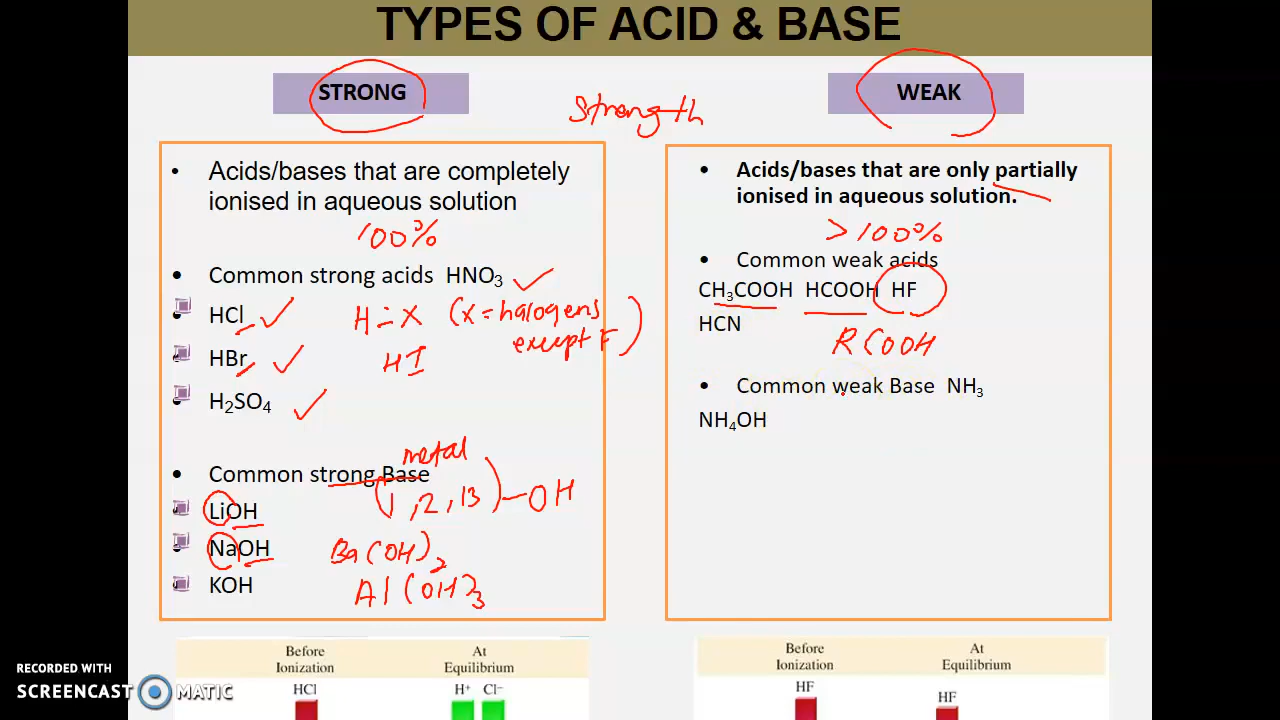 TYPES OF ACID & BASE
STRONG
Strength
WEAK
• Acids/bases that are completely
ionised in aqueous solution
100%
• Common strong acids HNO₃
• HCl
H – X (X = halogens
except F)
• HBr
HI
• H₂SO₄
metal
• Common strong Base
(1, 2, 13) – OH
• LiOH
• NaOH
Ba(OH)₂
• KOH
Al(OH)₃
• Acids/bases that are only partially
ionised in aqueous solution.
> 100%
• Common weak acids
CH₃COOH HCOOH HF
HCN
RCOOH
• Common weak Base NH₃
NH₄OH
Before
Ionization
At
Equilibrium
HCl
H⁺ Cl⁻
Before
Ionization
At
Equilibrium
HF
HF
RECORDED WITH
SCREENCAST MATIC